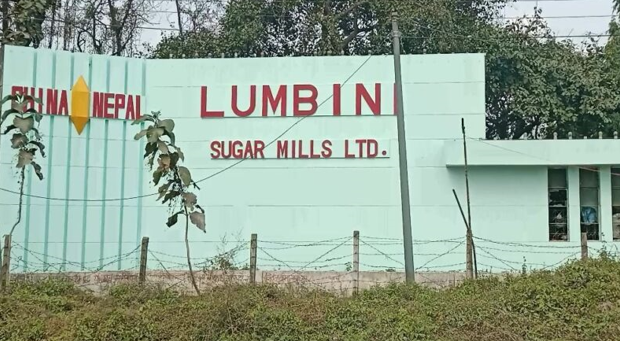 CHINA NEPAL
LUMBINI
SUGAR MILLS LTD.